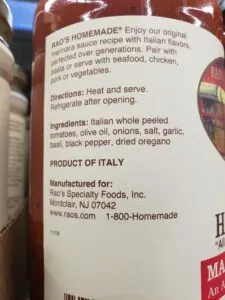 RAO'S HOMEMADE® Enjoy our original
marinara sauce recipe with Italian flavors,
perfected over generations. Pair with
pasta or serve with seafood, chicken,
pork or vegetables.
Directions: Heat and serve.
Refrigerate after opening.
Ingredients: Italian whole peeled
tomatoes, olive oil, onions, salt, garlic,
basil, black pepper, dried oregano
PRODUCT OF ITALY
Manufactured for:
Rao's Specialty Foods, Inc.
Montclair, NJ 07042
www.raos.com 1-800-Homemade
RAO
H
MA